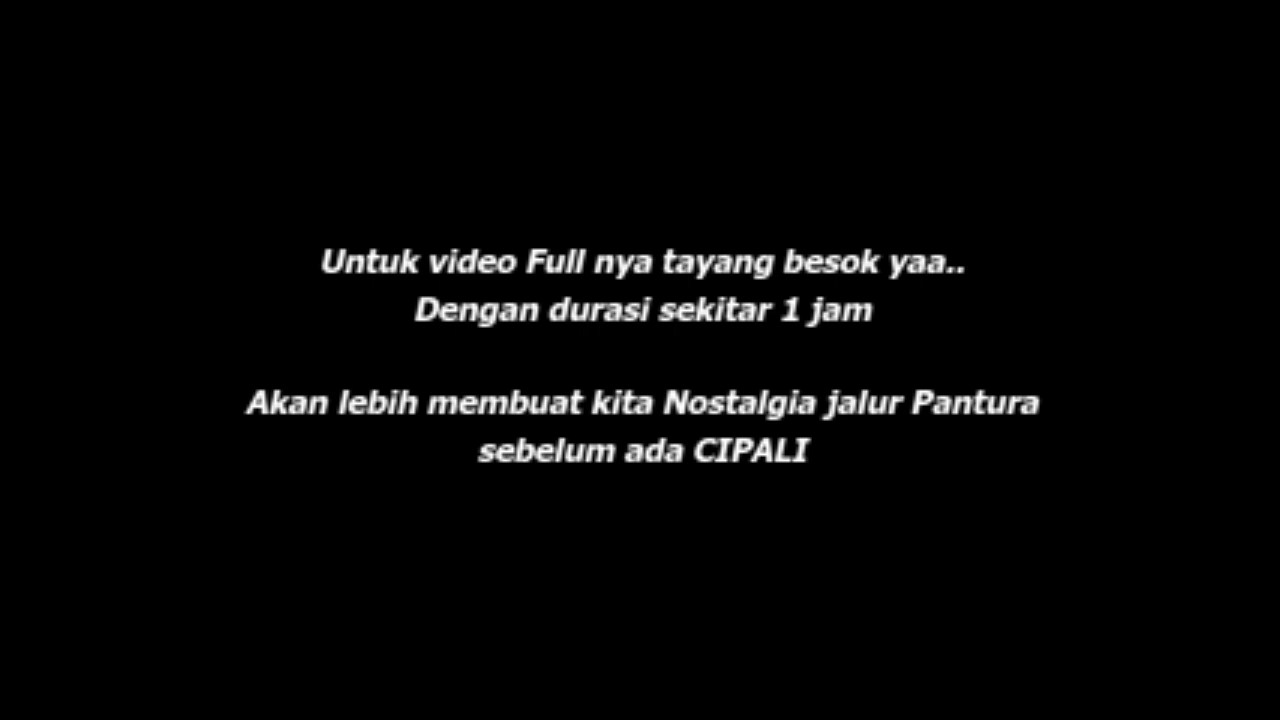 Untuk video Full nya tayang besok yaa..
Dengan durasi sekitar 1 jam
Akan lebih membuat kita Nostalgia jalur Pantura
sebelum ada CIPALI